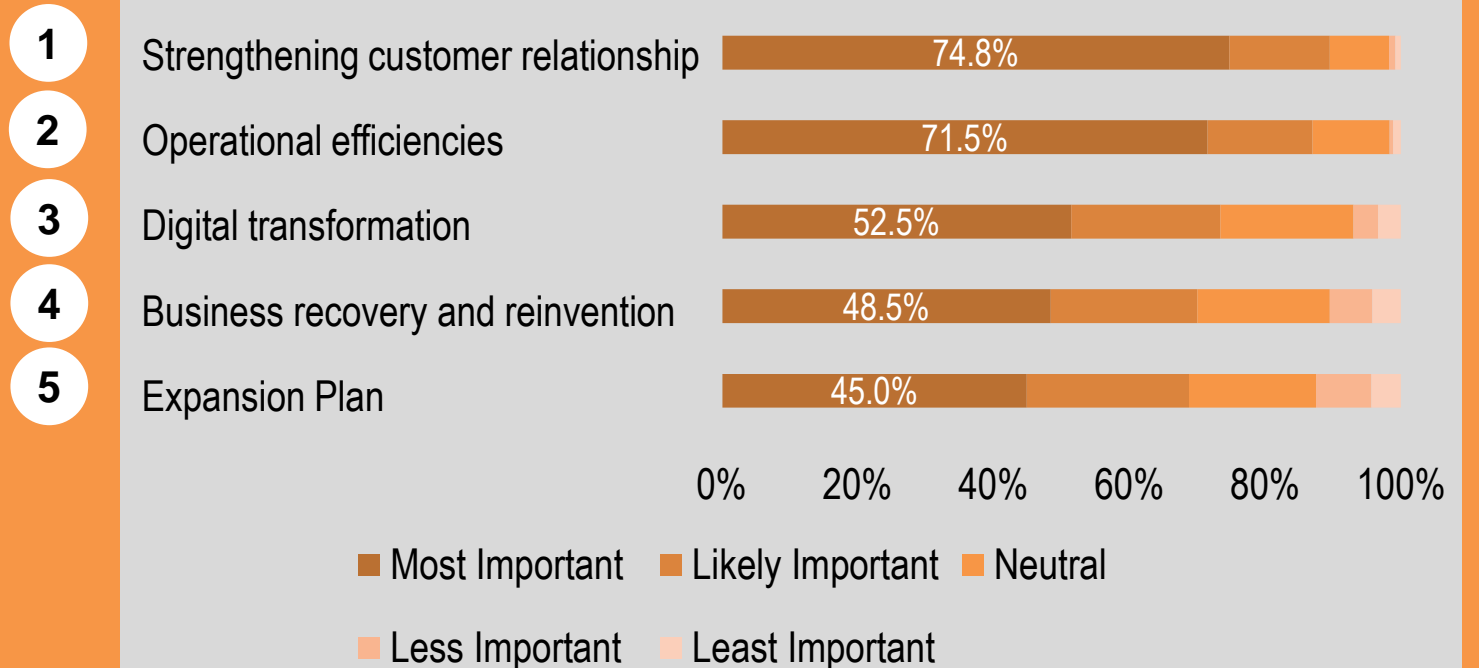 1
Strengthening customer relationship
74.8%
2
Operational efficiencies
71.5%
3
Digital transformation
52.5%
4
Business recovery and reinvention
48.5%
5
Expansion Plan
45.0%
0% 20% 40% 60% 80% 100%
Most Important Likely Important Neutral
Less Important Least Important